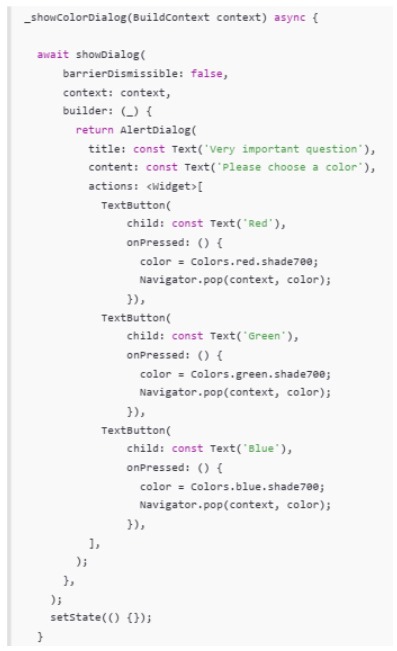 _showColorDialog(BuildContext context) async {
await showDialog(
barrierDismissible: false,
context: context,
builder: (_) {
return AlertDialog(
title: const Text('Very important question'),
content: const Text('Please choose a color'),
actions: <Widget>[
TextButton(
child: const Text('Red'),
onPressed: () {
color = Colors.red.shade700;
Navigator.pop(context, color);
}),
TextButton(
child: const Text('Green'),
onPressed: () {
color = Colors.green.shade700;
Navigator.pop(context, color);
}),
TextButton(
child: const Text('Blue'),
onPressed: () {
color = Colors.blue.shade700;
Navigator.pop(context, color);
}),
],
);
},
);
setState(() {});
}